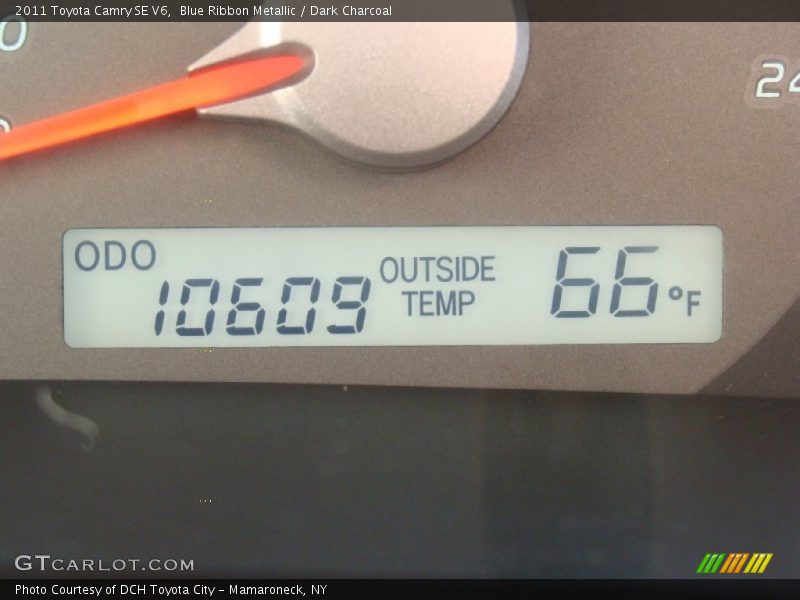 2011 Toyota Camry SE V6,  Blue Ribbon Metallic / Dark Charcoal
ODO
10609
OUTSIDE
TEMP
66°F
GTCARLOT.COM
Photo Courtesy of DCH Toyota City - Mamaroneck, NY